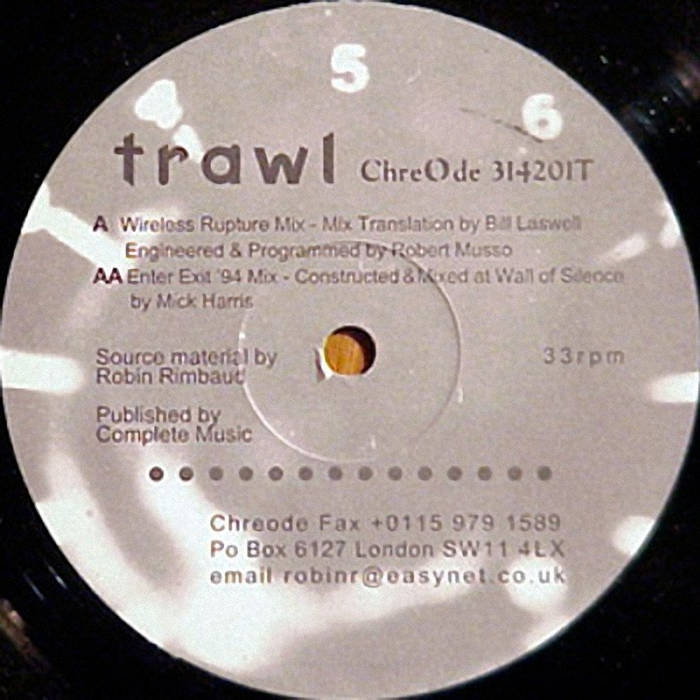 4 5 6
trawl ChreOde 314201T
A Wireless Rupture Mix - Mix Translation by Bill Laswell
Engineered & Programmed by Robert Musso
AA Enter Exit '94 Mix - Constructed & Mixed at Wall of Silence
by Mick Harris
Source material by
Robin Rimbaud
33rpm
Published by
Complete Music
Chreode Fax +0115 979 1589
Po Box 6127 London SW11 4LX
email robinr@easynet.co.uk